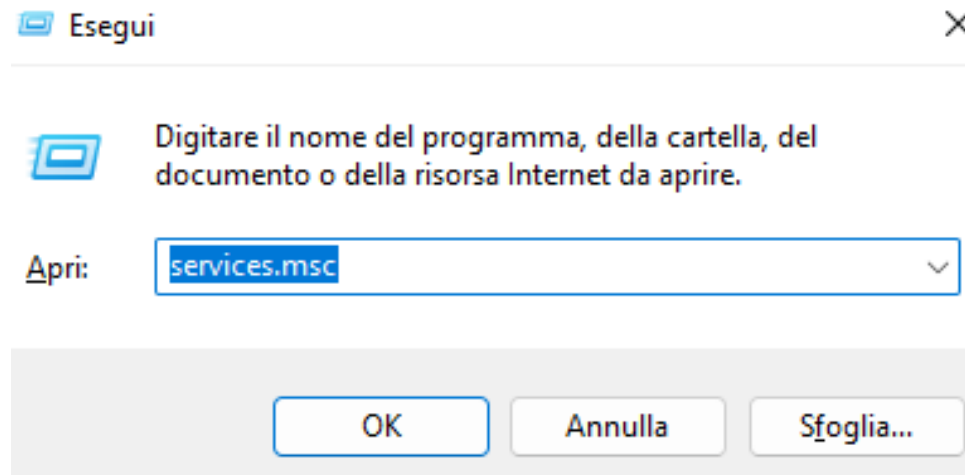 Esegui
Digitare il nome del programma, della cartella, del
documento o della risorsa Internet da aprire.
Apri: services.msc
OK Annulla Sfoglia...